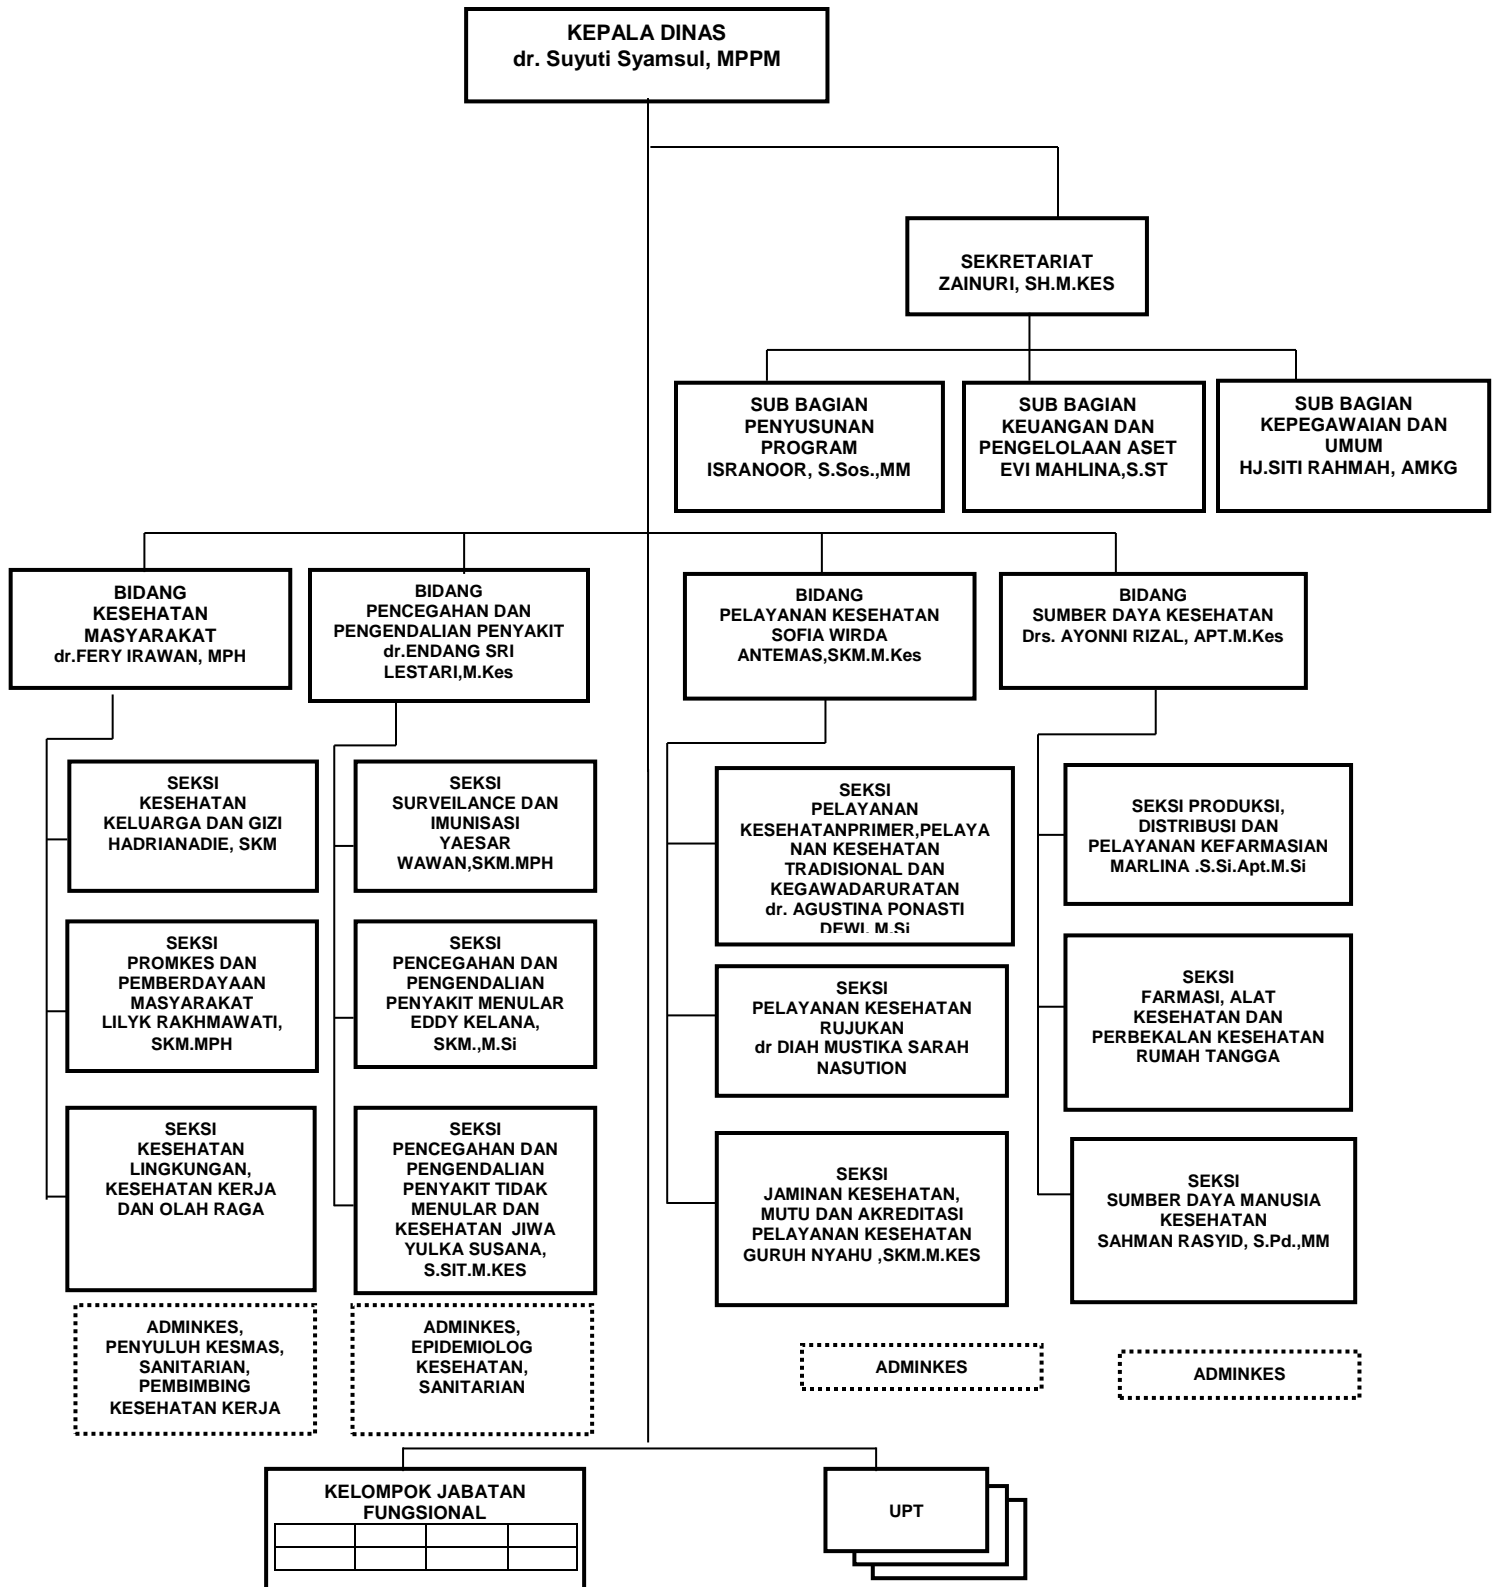 KEPALA DINAS
dr. Suyuti Syamsul, MPPM
SEKRETARIAT
ZAINURI, SH.M.KES
SUB BAGIAN
PENYUSUNAN
PROGRAM
ISRANOOR, S.Sos.,MM
SUB BAGIAN
KEUANGAN DAN
PENGELOLAAN ASET
EVI MAHLINA,S.ST
SUB BAGIAN
KEPEGAWAIAN DAN
UMUM
HJ.SITI RAHMAH, AMKG
BIDANG
KESEHATAN
MASYARAKAT
dr.FERY IRAWAN, MPH
BIDANG
PENCEGAHAN DAN
PENGENDALIAN PENYAKIT
dr.ENDANG SRI
LESTARI,M.Kes
BIDANG
PELAYANAN KESEHATAN
SOFIA WIRDA
ANTEMAS,SKM.M.Kes
BIDANG
SUMBER DAYA KESEHATAN
Drs. AYONNI RIZAL, APT.M.Kes
SEKSI
KESEHATAN
KELUARGA DAN GIZI
HADRIANADIE, SKM
SEKSI
SURVEILANCE DAN
IMUNISASI
YAESAR
WAWAN,SKM.MPH
SEKSI
PELAYANAN
KESEHATANPRIMER,PELAYA
NAN KESEHATAN
TRADISIONAL DAN
KEGAWADARURATAN
dr. AGUSTINA PONASTI
DEWI, M.Si
SEKSI PRODUKSI,
DISTRIBUSI DAN
PELAYANAN KEFARMASIAN
MARLINA .S.Si.Apt.M.Si
SEKSI
PROMKES DAN
PEMBERDAYAAN
MASYARAKAT
LILYK RAKHMAWATI,
SKM.MPH
SEKSI
PENCEGAHAN DAN
PENGENDALIAN
PENYAKIT MENULAR
EDDY KELANA,
SKM.,M.Si
SEKSI
PELAYANAN KESEHATAN
RUJUKAN
dr DIAH MUSTIKA SARAH
NASUTION
SEKSI
FARMASI, ALAT
KESEHATAN DAN
PERBEKALAN KESEHATAN
RUMAH TANGGA
SEKSI
KESEHATAN
LINGKUNGAN,
KESEHATAN KERJA
DAN OLAH RAGA
SEKSI
PENCEGAHAN DAN
PENGENDALIAN
PENYAKIT TIDAK
MENULAR DAN
KESEHATAN JIWA
YULKA SUSANA,
S.SIT.M.KES
SEKSI
JAMINAN KESEHATAN,
MUTU DAN AKREDITASI
PELAYANAN KESEHATAN
GURUH NYAHU ,SKM.M.KES
SEKSI
SUMBER DAYA MANUSIA
KESEHATAN
SAHMAN RASYID, S.Pd.,MM
ADMINKES,
PENYULUH KESMAS,
SANITARIAN,
PEMBIMBING
KESEHATAN KERJA
ADMINKES,
EPIDEMIOLOG
KESEHATAN,
SANITARIAN
ADMINKES
ADMINKES
KELOMPOK JABATAN
FUNGSIONAL
UPT